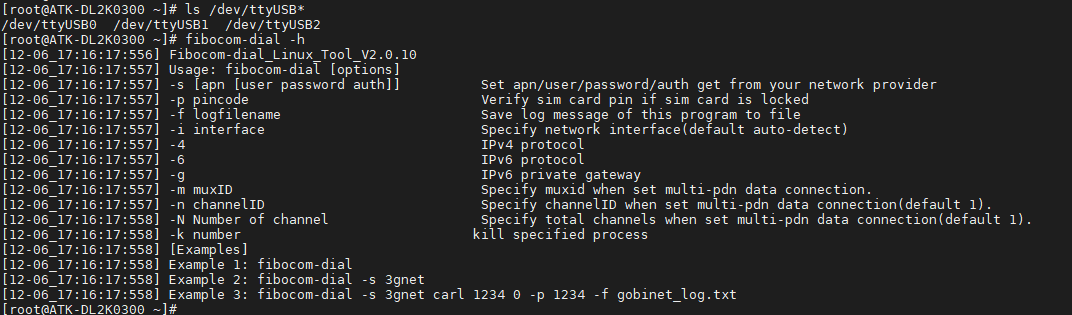 [root@ATK-DL2K0300 ~]# ls /dev/ttyUSB*
/dev/ttyUSB0  /dev/ttyUSB1  /dev/ttyUSB2
[root@ATK-DL2K0300 ~]# fibocom-dial -h
[12-06_17:16:17:556] Fibocom-dial_Linux_Tool_V2.0.10
[12-06_17:16:17:557] Usage: fibocom-dial [options]
[12-06_17:16:17:557] -s [apn [user password auth]]          Set apn/user/password/auth get from your network provider
[12-06_17:16:17:557] -p pincode                             Verify sim card pin if sim card is locked
[12-06_17:16:17:557] -f logfilename                         Save log message of this program to file
[12-06_17:16:17:557] -i interface                           Specify network interface(default auto-detect)
[12-06_17:16:17:557] -4                                     IPv4 protocol
[12-06_17:16:17:557] -6                                     IPv6 protocol
[12-06_17:16:17:557] -g                                     IPv6 private gateway
[12-06_17:16:17:557] -m muxID                               Specify muxid when set multi-pdn data connection.
[12-06_17:16:17:557] -n channelID                           Specify channelID when set multi-pdn data connection(default 1).
[12-06_17:16:17:558] -N Number of channel                   Specify total channels when set multi-pdn data connection(default 1).
[12-06_17:16:17:558] -k number                             kill specified process
[12-06_17:16:17:558] [Examples]
[12-06_17:16:17:558] Example 1: fibocom-dial
[12-06_17:16:17:558] Example 2: fibocom-dial -s 3gnet
[12-06_17:16:17:558] Example 3: fibocom-dial -s 3gnet carl 1234 0 -p 1234 -f gobinet_log.txt
[root@ATK-DL2K0300 ~]#